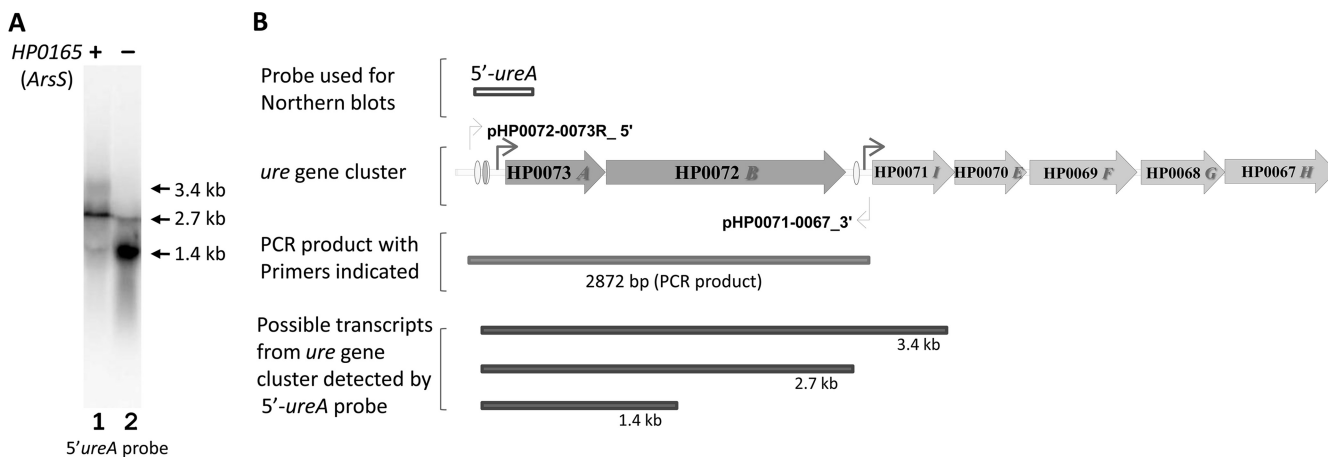 A
HP0165 + −
(ArsS)
3.4 kb
2.7 kb
1.4 kb
1 2
5'ureA probe
B
Probe used for
Northern blots
5’-ureA
pHP0072-0073R_ 5'
ure gene cluster
HP0073 A HP0072 B HP0071 I HP0070 E HP0069 F HP0068 G HP0067 H
pHP0071-0067_3'
PCR product with
Primers indicated
2872 bp (PCR product)
Possible transcripts
from ure gene
cluster detected by
5’-ureA probe
3.4 kb
2.7 kb
1.4 kb